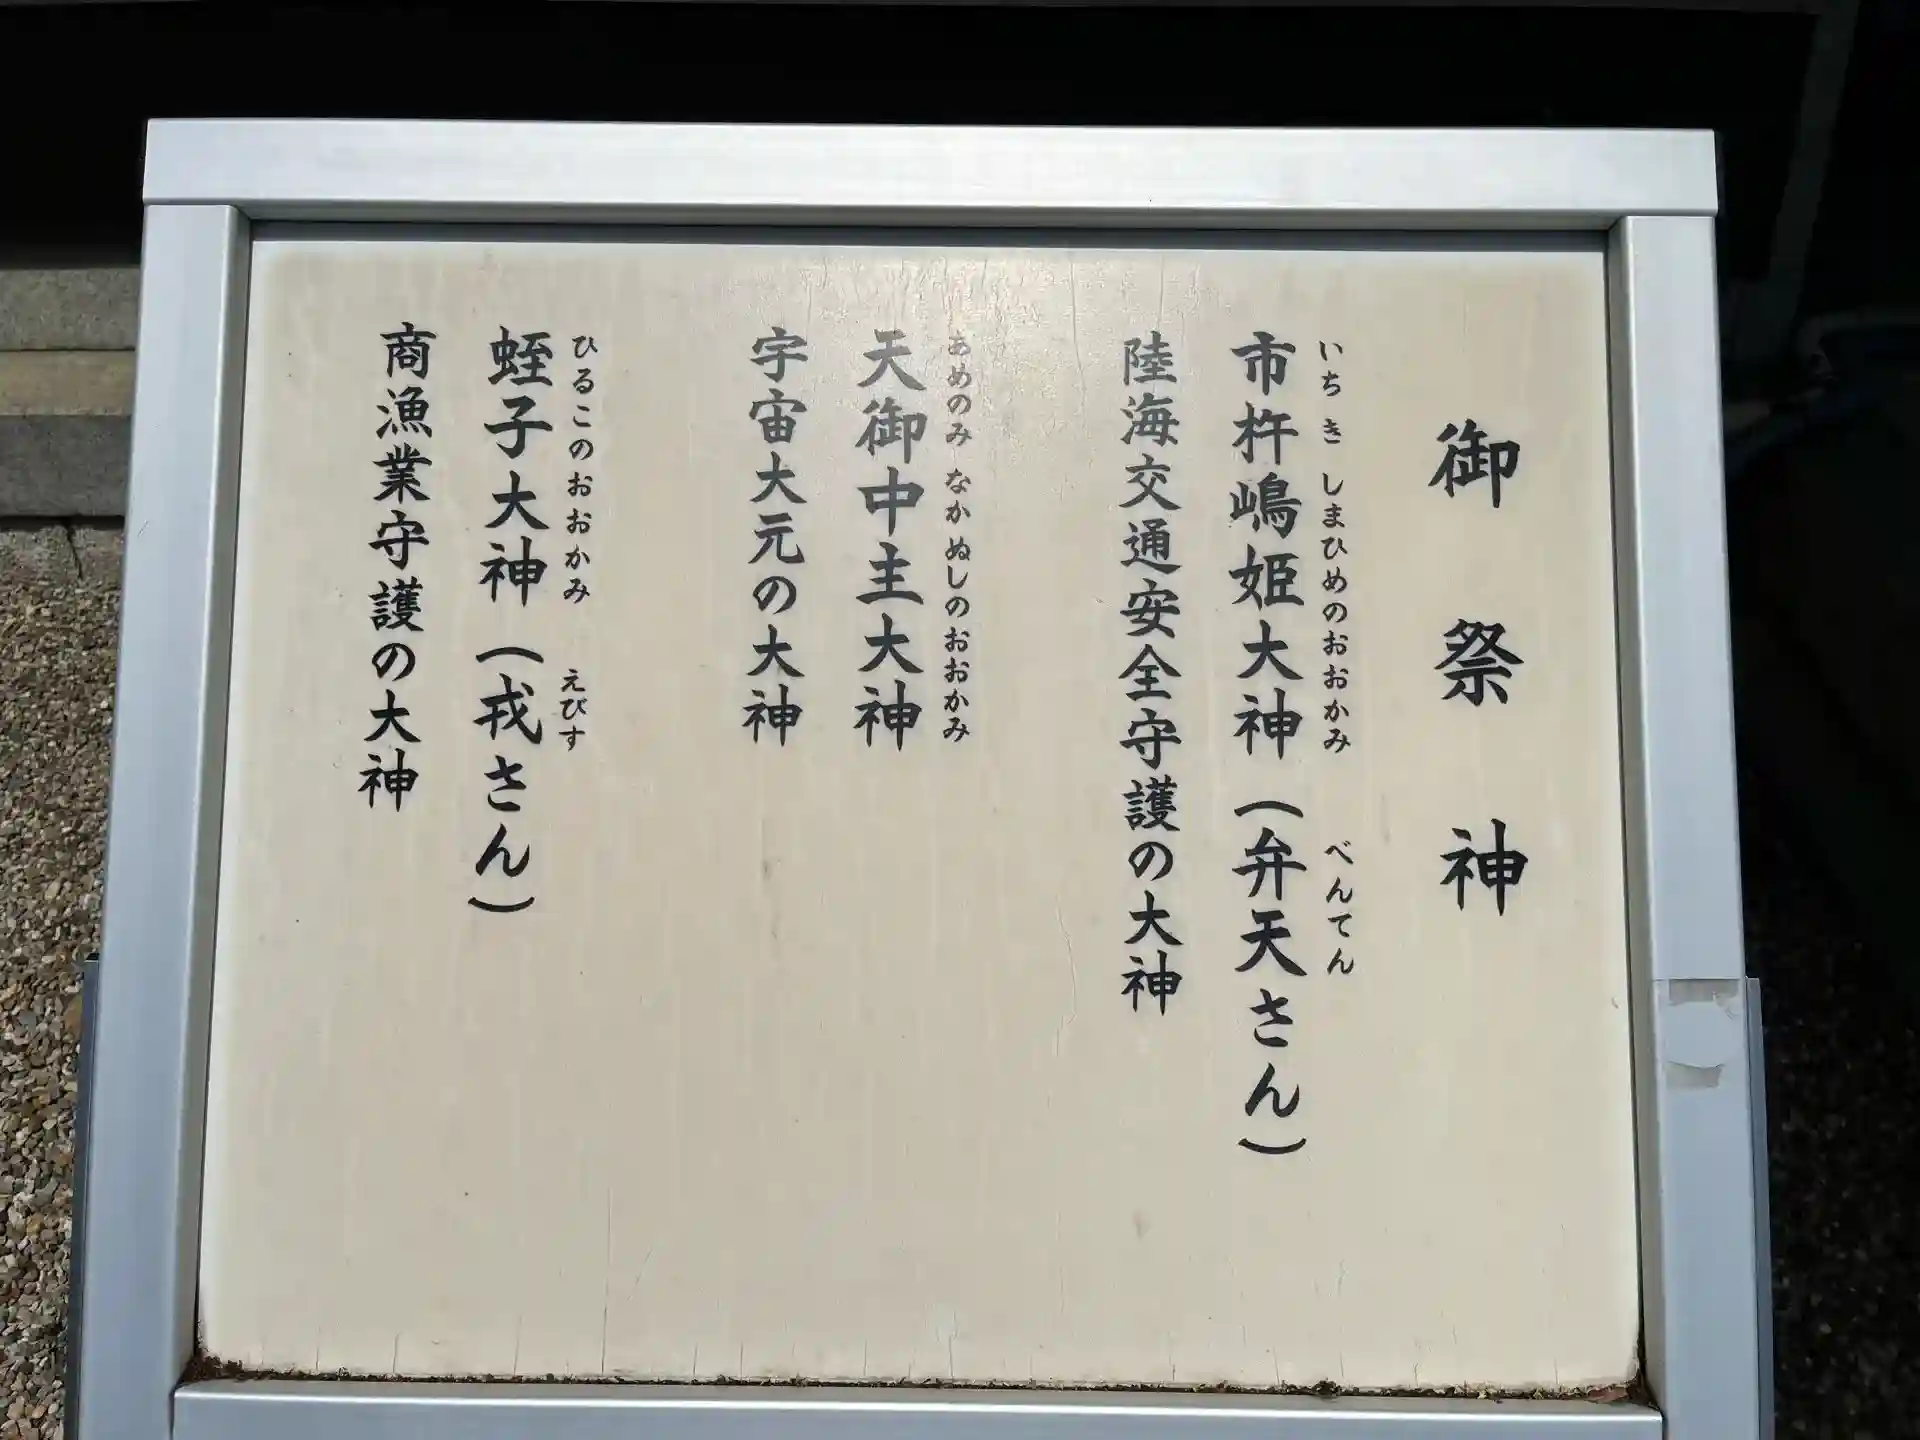 御祭神
いちきしまひめのおおかみ べんてん
市杵嶋姫大神(弁天さん)
陸海交通安全守護の大神
あめのみなかぬしのおおかみ
天御中主大神
宇宙大元の大神
ひるこのおおかみ えびす
蛭子大神(戎さん)
商漁業守護の大神